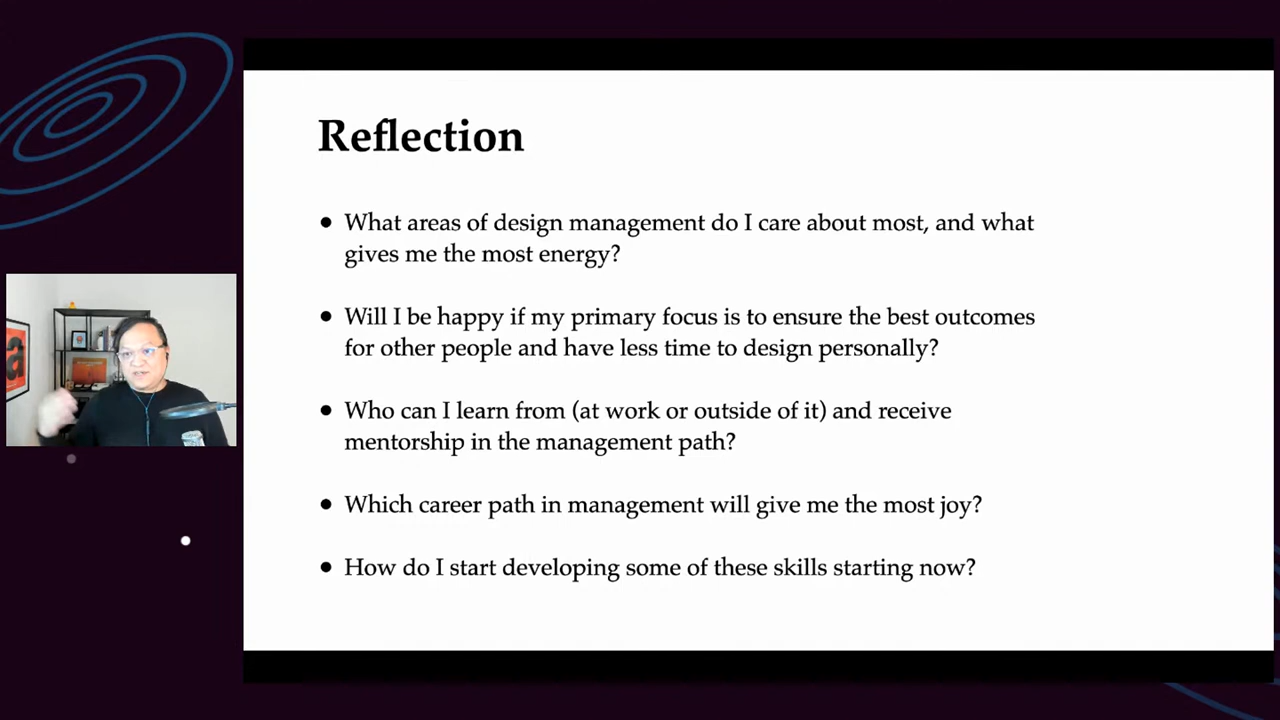 Reflection
• What areas of design management do I care about most, and what
gives me the most energy?
• Will I be happy if my primary focus is to ensure the best outcomes
for other people and have less time to design personally?
• Who can I learn from (at work or outside of it) and receive
mentorship in the management path?
• Which career path in management will give me the most joy?
• How do I start developing some of these skills starting now?